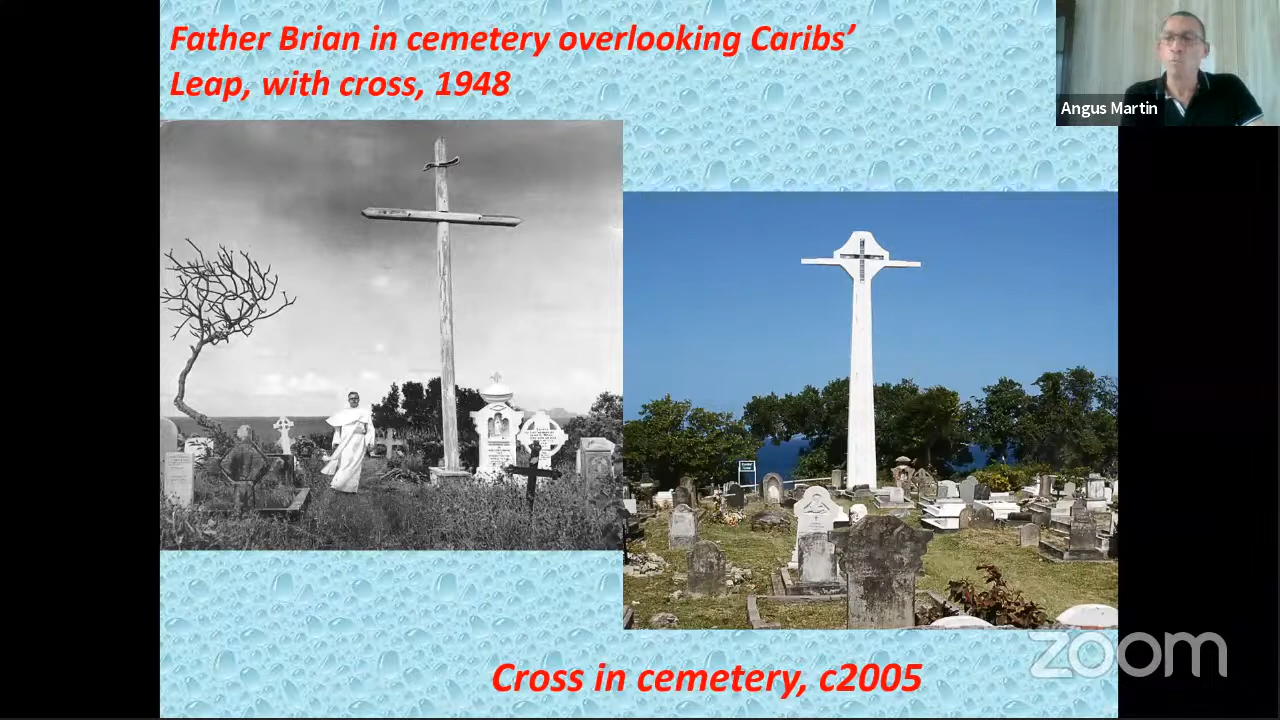 Father Brian in cemetery overlooking Caribs'
Leap, with cross, 1948
Angus Martin
Cross in cemetery, c2005
zoom